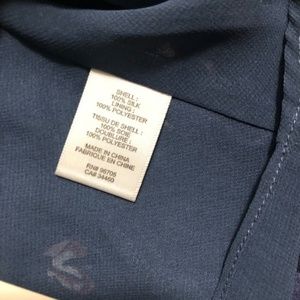 SHELL :
100% SILK
LINING :
100% POLYESTER
TISSU DE SHELL :
100% SOIE
DOUBLURE :
100% POLYESTER
MADE IN CHINA
FABRIQUE EN CHINE
RN# 96705
CA# 34460